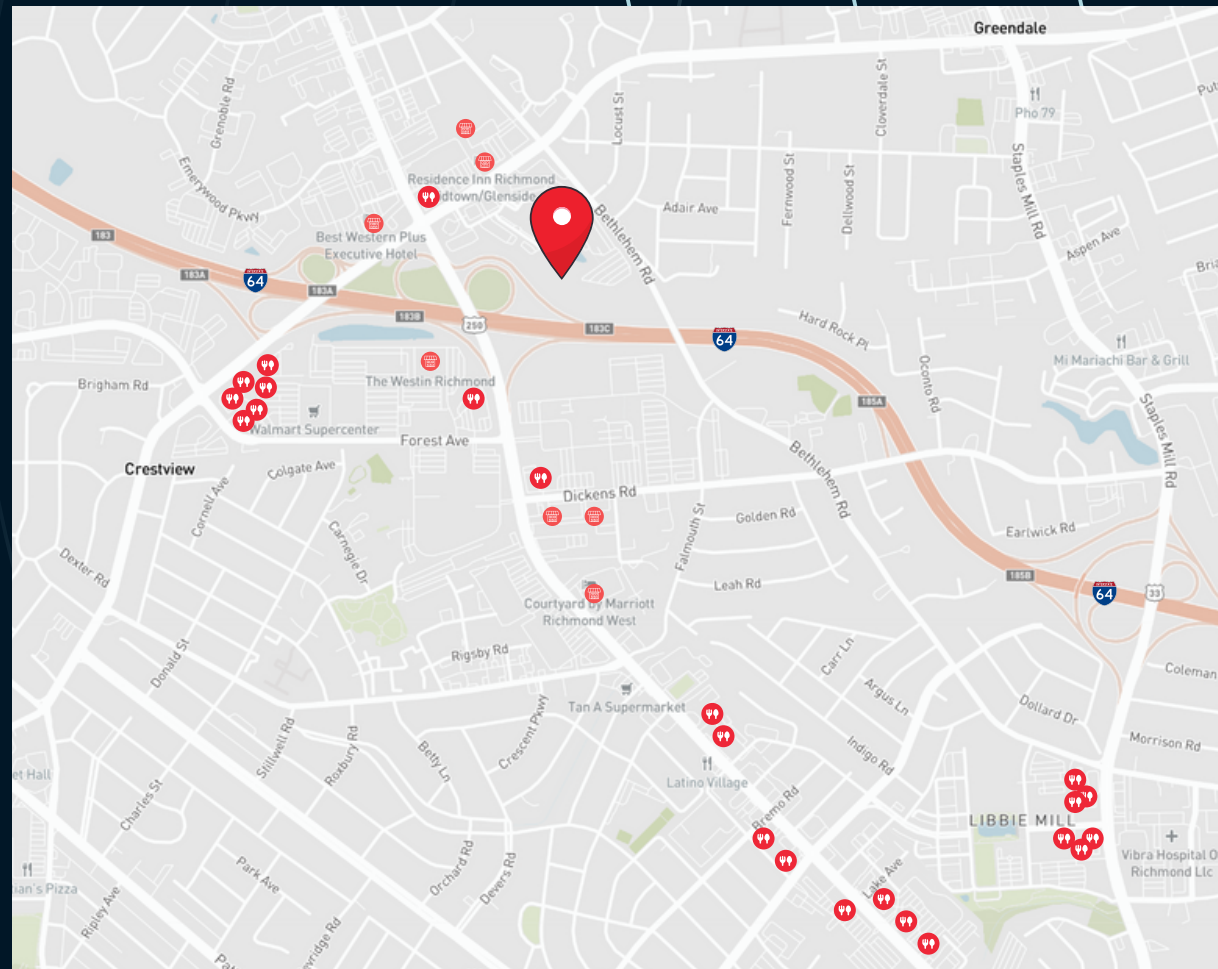 Greendale
Grenoble Rd
Locust St
Cloverdale St
Pho 79
Emerywood Pkwy
Residence Inn Richmond
dtown/Glenside
Fernwood St
Dellwood St
Staples Mill Rd
Adair Ave
Bethlehem Rd
183
Best Western Plus
Executive Hotel
Aspen Ave
183A
64
183A
183B
250
183C
64
Hard Rock Pl
Mi Mariachi Bar & Grill
Brigham Rd
The Westin Richmond
Oconto Rd
185A
Walmart Supercenter
Forest Ave
Staples Mill Rd
Crestview
Colgate Ave
Bethlehem Rd
Cornell Ave
Dickens Rd
Golden Rd
Falmouth St
Earlwick Rd
Carnegie Dr
Dexter Rd
Leah Rd
185B
64
33
Courtyard by Marriott
Richmond West
Rigsby Rd
Carr Ln
Donald St
Coleman
Argus Ln
Tan A Supermarket
Dollard Dr
Crescent Pkwy
Stillwell Rd
Roxbury Rd
Betty Ln
Indigo Rd
Morrison Rd
et Hall
Latino Village
Charles St
Bremo Rd
LIBBIE MILL
Vibra Hospital O
Richmond Llc
Orchard Rd
Devers Rd
Lake Ave
Park Ave
ian's Pizza
Ripley Ave